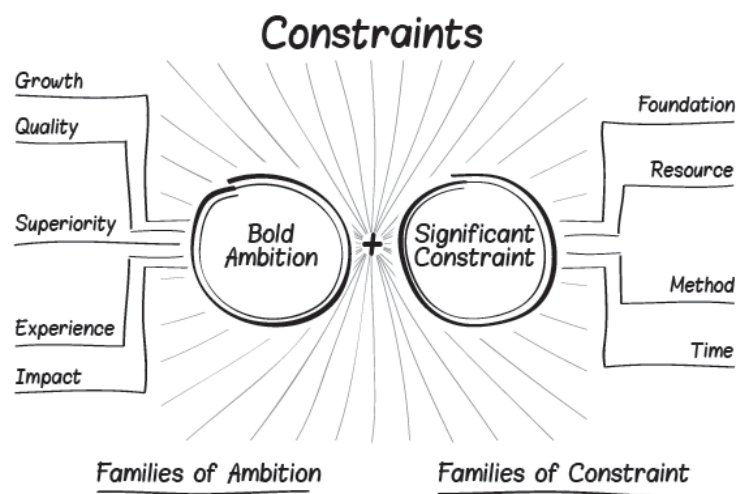 Constraints
Growth
Quality
Superiority
Experience
Impact
Bold
Ambition
+
Significant
Constraint
Foundation
Resource
Method
Time
Families of Ambition
Families of Constraint